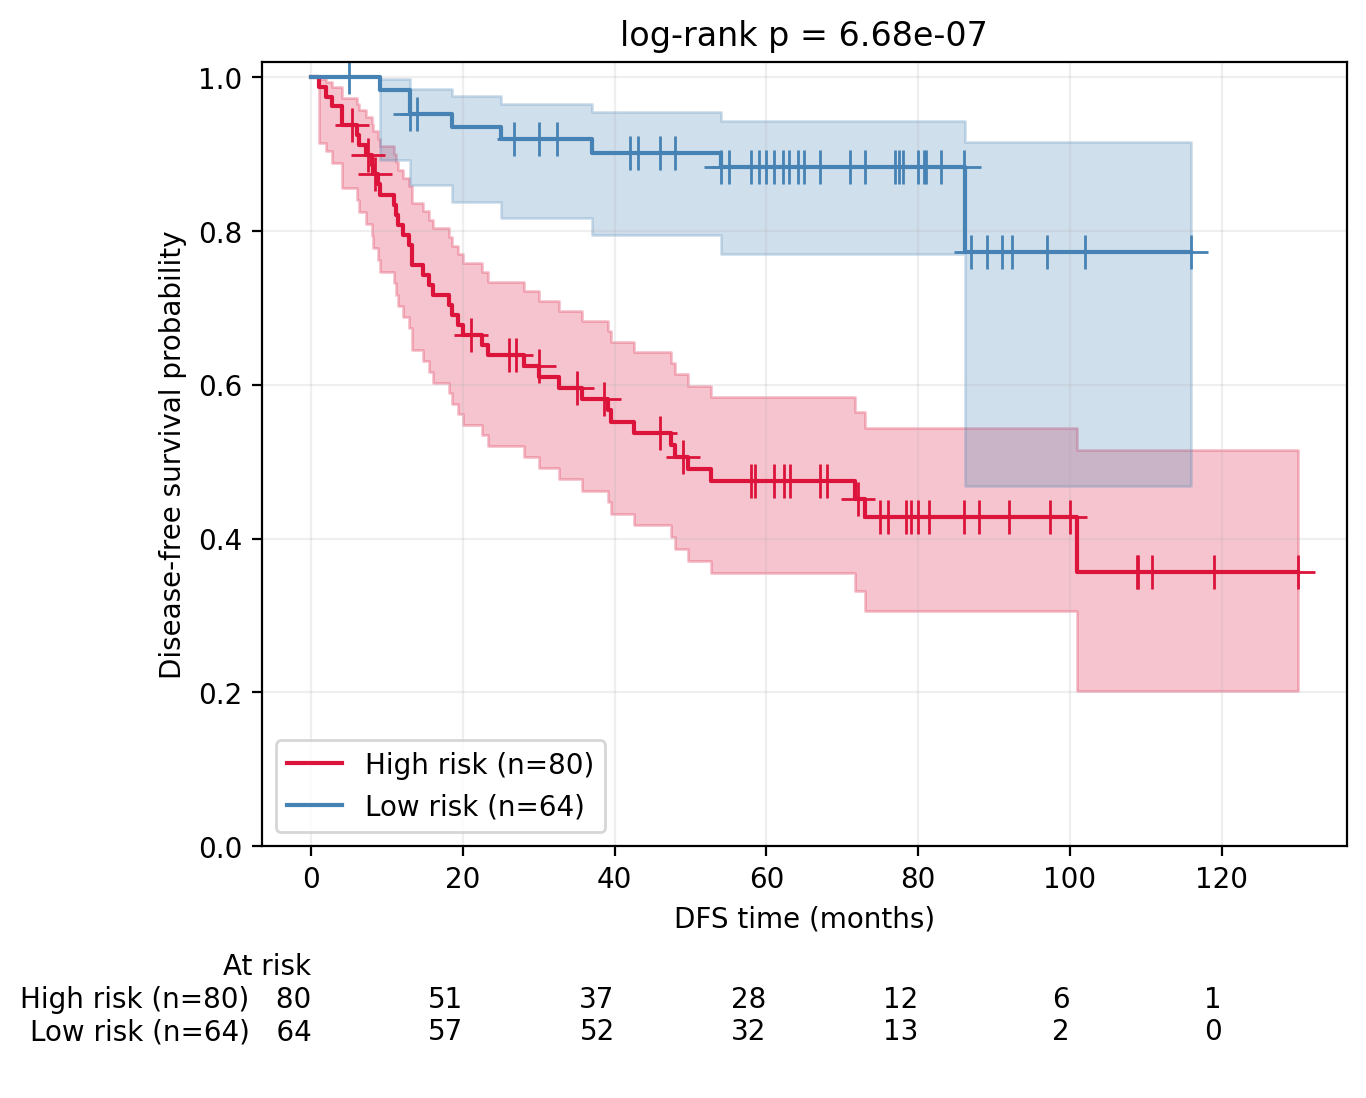 log-rank p = 6.68e-07
1.0
0.8
0.6
0.4
0.2
0.0
Disease-free survival probability
High risk (n=80)
Low risk (n=64)
0 20 40 60 80 100 120
DFS time (months)
At risk
High risk (n=80) 80 51 37 28 12 6 1
Low risk (n=64) 64 57 52 32 13 2 0